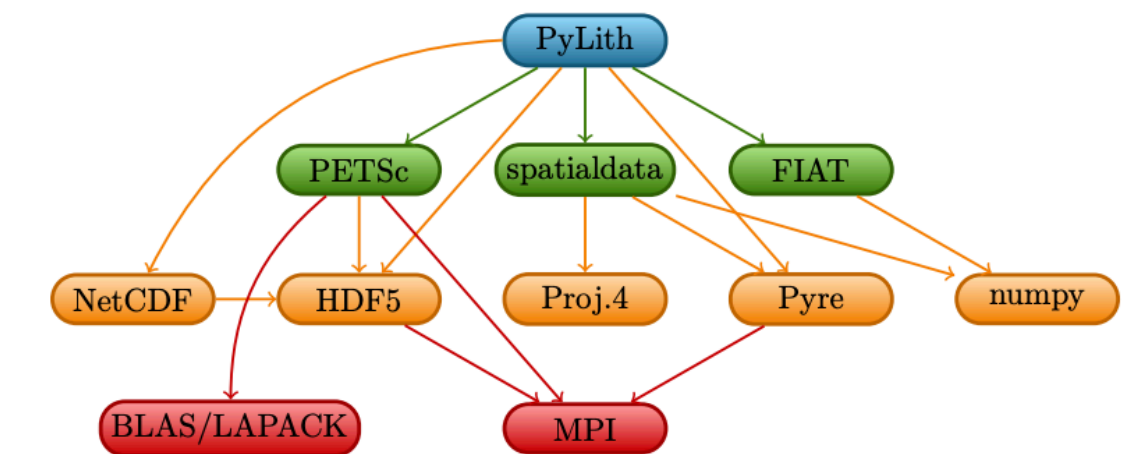 PyLith
PETSc
spatialdata
FIAT
NetCDF
HDF5
Proj.4
Pyre
numpy
BLAS/LAPACK
MPI